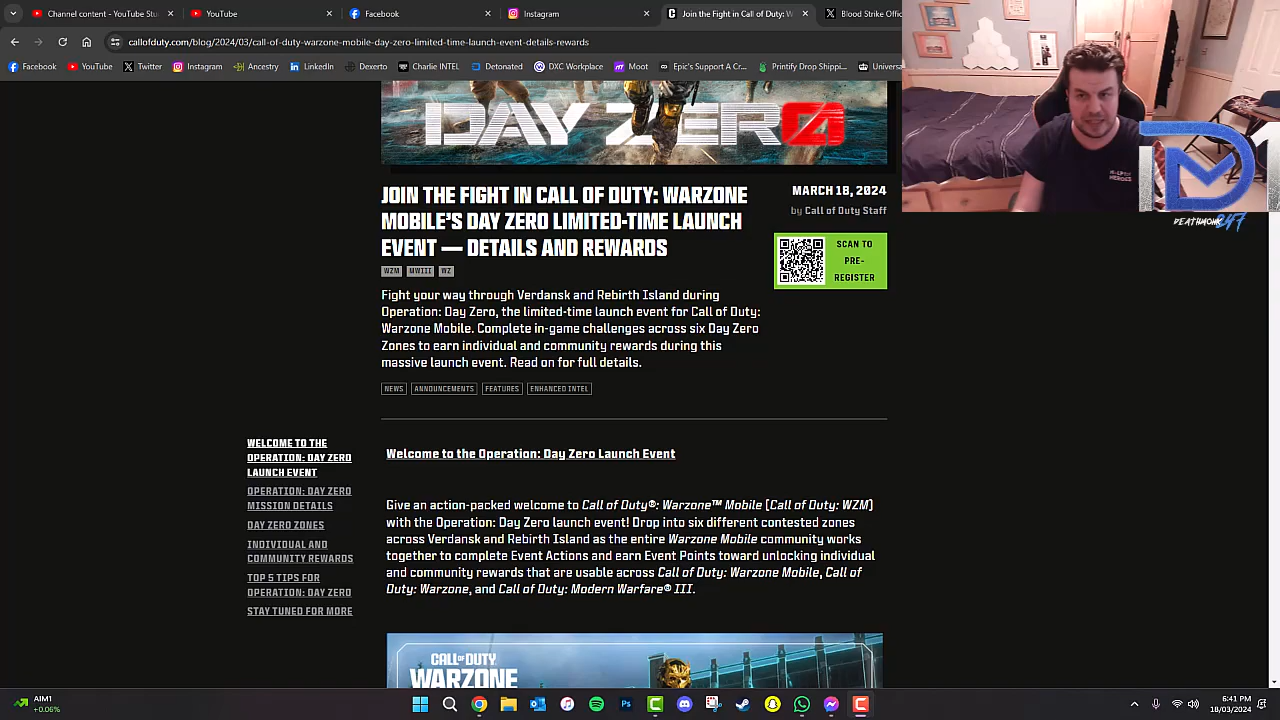 Channel content - YouTube Stu
YouTube
Facebook
Instagram
Join the Fight in Call of Duty: W
Blood Strike Offic
callofduty.com/blog/2024/03/call-of-duty-warzone-mobile-day-zero-limited-time-launch-event-details-rewards
Facebook
YouTube
Twitter
Instagram
Ancestry
LinkedIn
Dexerto
Charlie INTEL
Detonated
DXC Workplace
Moot
Epic's Support A Cr...
Printify Drop Shippi...
Univers
DAY ZERO
JOIN THE FIGHT IN CALL OF DUTY: WARZONE
MOBILE'S DAY ZERO LIMITED-TIME LAUNCH
EVENT — DETAILS AND REWARDS
MARCH 18, 2024
by Call of Duty Staff
SCAN TO
PRE-
REGISTER
WZM
MWIII
WZ
Fight your way through Verdansk and Rebirth Island during
Operation: Day Zero, the limited-time launch event for Call of Duty:
Warzone Mobile. Complete in-game challenges across six Day Zero
Zones to earn individual and community rewards during this
massive launch event. Read on for full details.
NEWS
ANNOUNCEMENTS
FEATURES
ENHANCED INTEL
WELCOME TO THE
OPERATION: DAY ZERO
LAUNCH EVENT
OPERATION: DAY ZERO
MISSION DETAILS
DAY ZERO ZONES
INDIVIDUAL AND
COMMUNITY REWARDS
TOP 5 TIPS FOR
OPERATION: DAY ZERO
STAY TUNED FOR MORE
Welcome to the Operation: Day Zero Launch Event
Give an action-packed welcome to Call of Duty®: Warzone™ Mobile (Call of Duty: WZM)
with the Operation: Day Zero launch event! Drop into six different contested zones
across Verdansk and Rebirth Island as the entire Warzone Mobile community works
together to complete Event Actions and earn Event Points toward unlocking individual
and community rewards that are usable across Call of Duty: Warzone Mobile, Call of
Duty: Warzone, and Call of Duty: Modern Warfare® III.
CALL OF DUTY
WARZONE
HELP for
HEROES
DM
DEATHMONK 247
AIM1
+0.06%
6:41 PM
18/03/2024